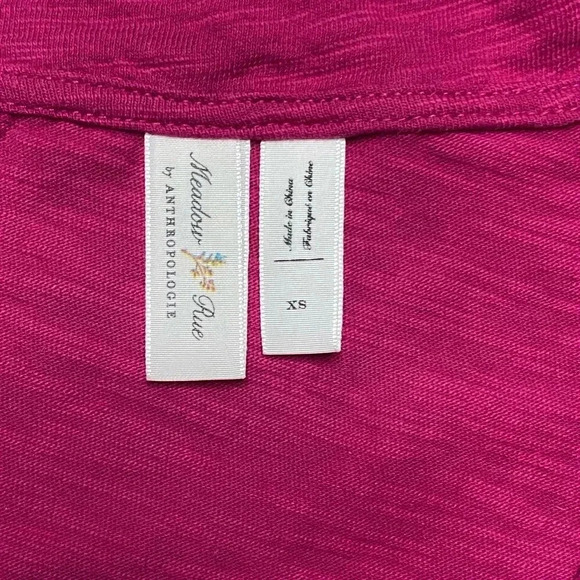 Meadow Rue
by ANTHROPOLOGIE
Made in China
Fabriqué en Chine
XS